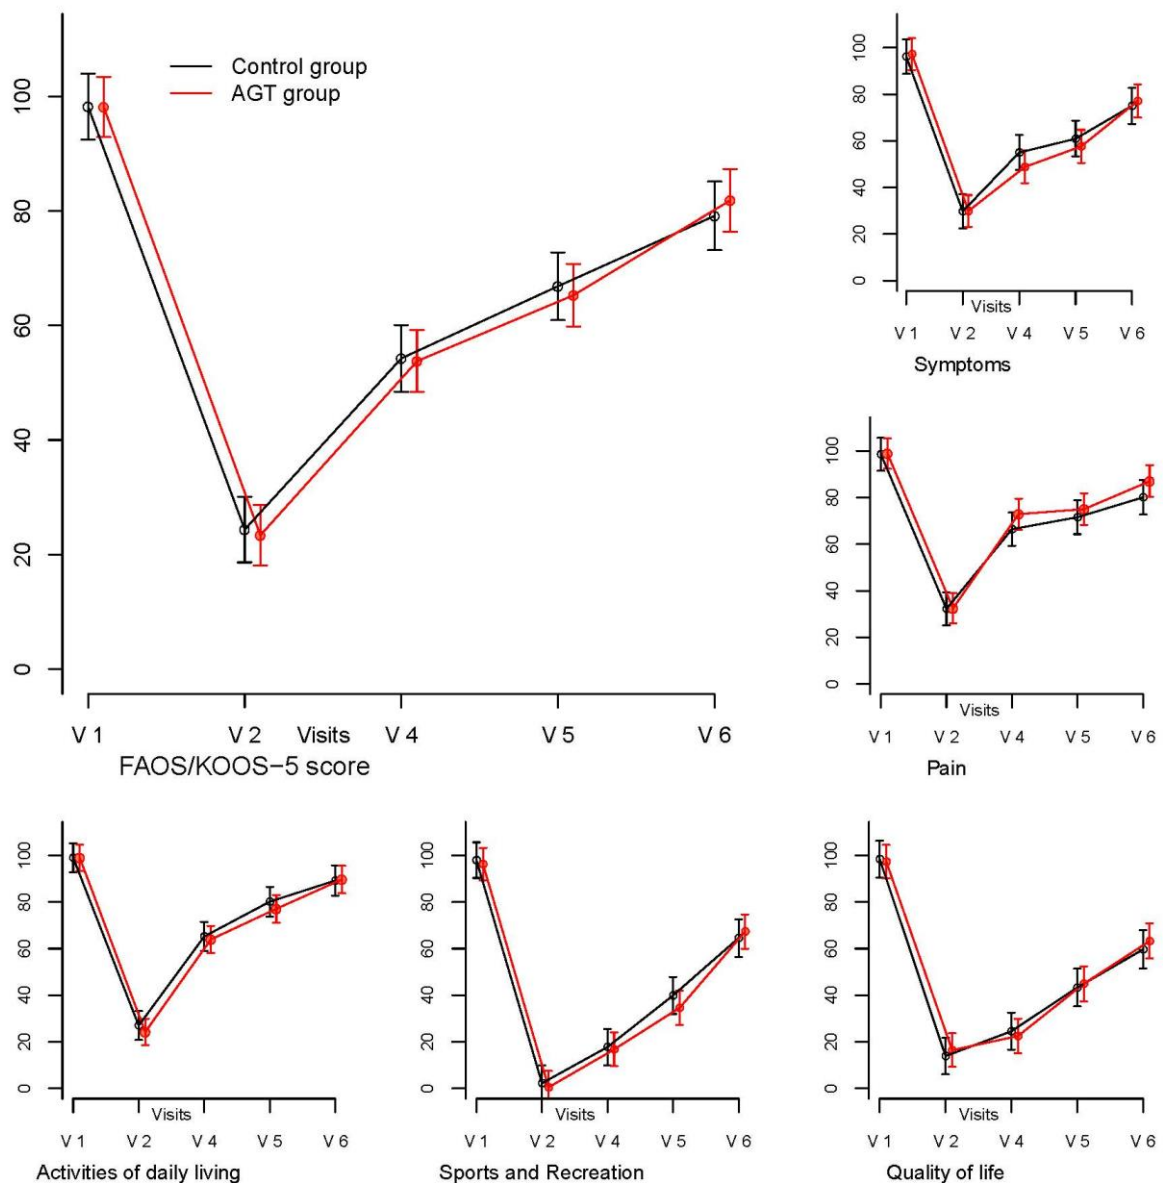 Control group
AGT group
100
80
60
40
20
0
V 1 V 2 Visits V 4 V 5 V 6
FAOS/KOOS−5 score
100
80
60
40
20
0
Visits
V 1 V 2 V 4 V 5 V 6
Symptoms
100
80
60
40
20
0
Visits
V 1 V 2 V 4 V 5 V 6
Pain
100
80
60
40
20
0
Visits
V 1 V 2 V 4 V 5 V 6
Activities of daily living
100
80
60
40
20
0
Visits
V 1 V 2 V 4 V 5 V 6
Sports and Recreation
100
80
60
40
20
0
Visits
V 1 V 2 V 4 V 5 V 6
Quality of life